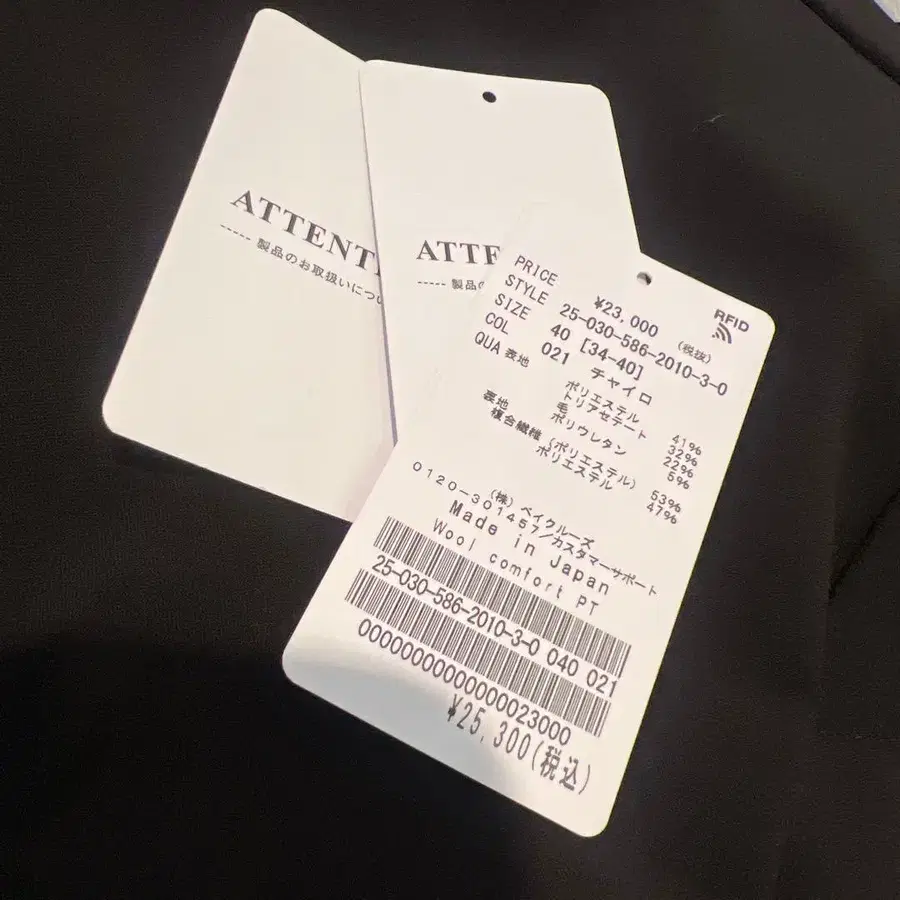 ATTENTI
----- 製品のお取扱いについ
ATTE
----- 製品の
RFID
PRICE ¥23,000 (税抜)
STYLE 25-030-586-2010-3-0
SIZE 40 [34-40]
COL 021 チャイロ
QUA 表地 ポリエステル 41%
トリアセテート 32%
毛 22%
ポリウレタン 5%
裏地
複合繊維(ポリエステル) 53%
ポリエステル 47%
(株)ベイクルーズ
0120-301457/カスタマーサポート
Made in Japan
Wool comfort PT
25-030-586-2010-3-0 040 021
0000000000000023000
¥25,300(税込)